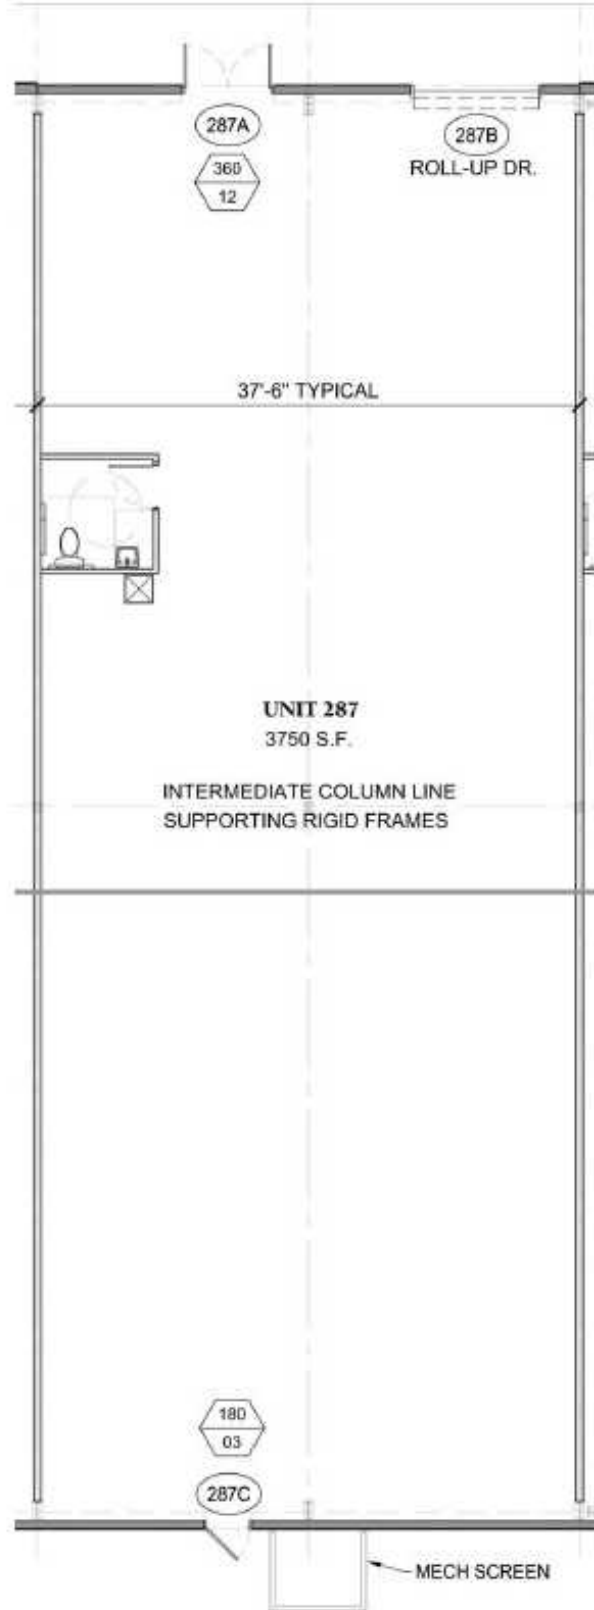 287A
287B
ROLL-UP DR.
360
12
37'-6" TYPICAL
UNIT 287
3750 S.F.
INTERMEDIATE COLUMN LINE
SUPPORTING RIGID FRAMES
180
03
287C
MECH SCREEN